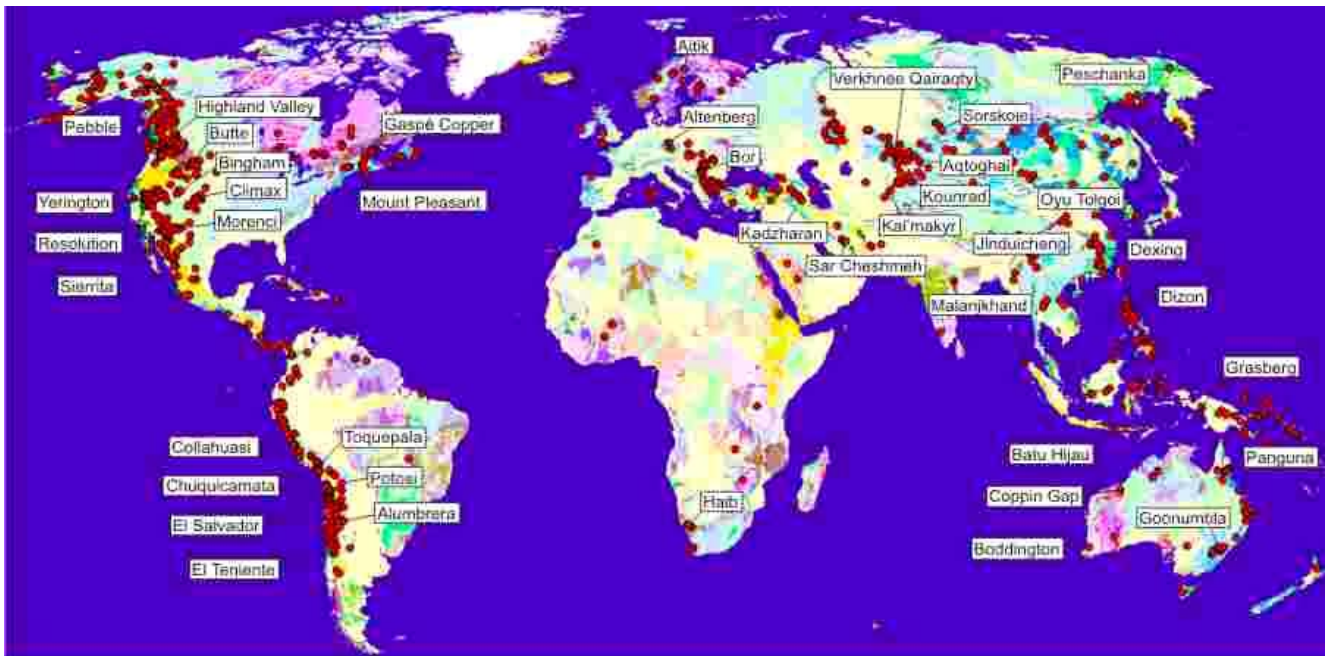 Aitik
Verkhnee Qairaqty
Peschanka
Highland Valley
Pebble
Gaspé Copper
Altenberg
Sorskoie
Butte
Bor
Bingham
Aqtoghai
Climax
Yerington
Mount Pleasant
Kounrad
Oyu Tolgoi
Morenci
Kal'makyr
Kadzharan
Resolution
Jinduicheng
Dexing
Sar Cheshmeh
Sierrita
Malanjkhand
Dizon
Grasberg
Toquepala
Collahuasi
Batu Hijau
Panguna
Potosi
Chuquicamata
Coppin Gap
Haib
Alumbrera
Goonumbla
El Salvador
Boddington
El Teniente